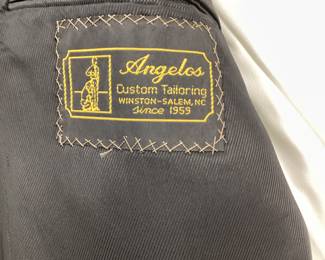 Angelos
Custom Tailoring
WINSTON-SALEM, NC
Since 1959